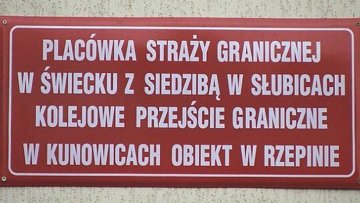 PLACÓWKA STRAŻY GRANICZNEJ
W ŚWIECKU Z SIEDZIBĄ W SŁUBICACH
KOLEJOWE PRZEJŚCIE GRANICZNE
W KUNOWICACH OBIEKT W RZEPINIE